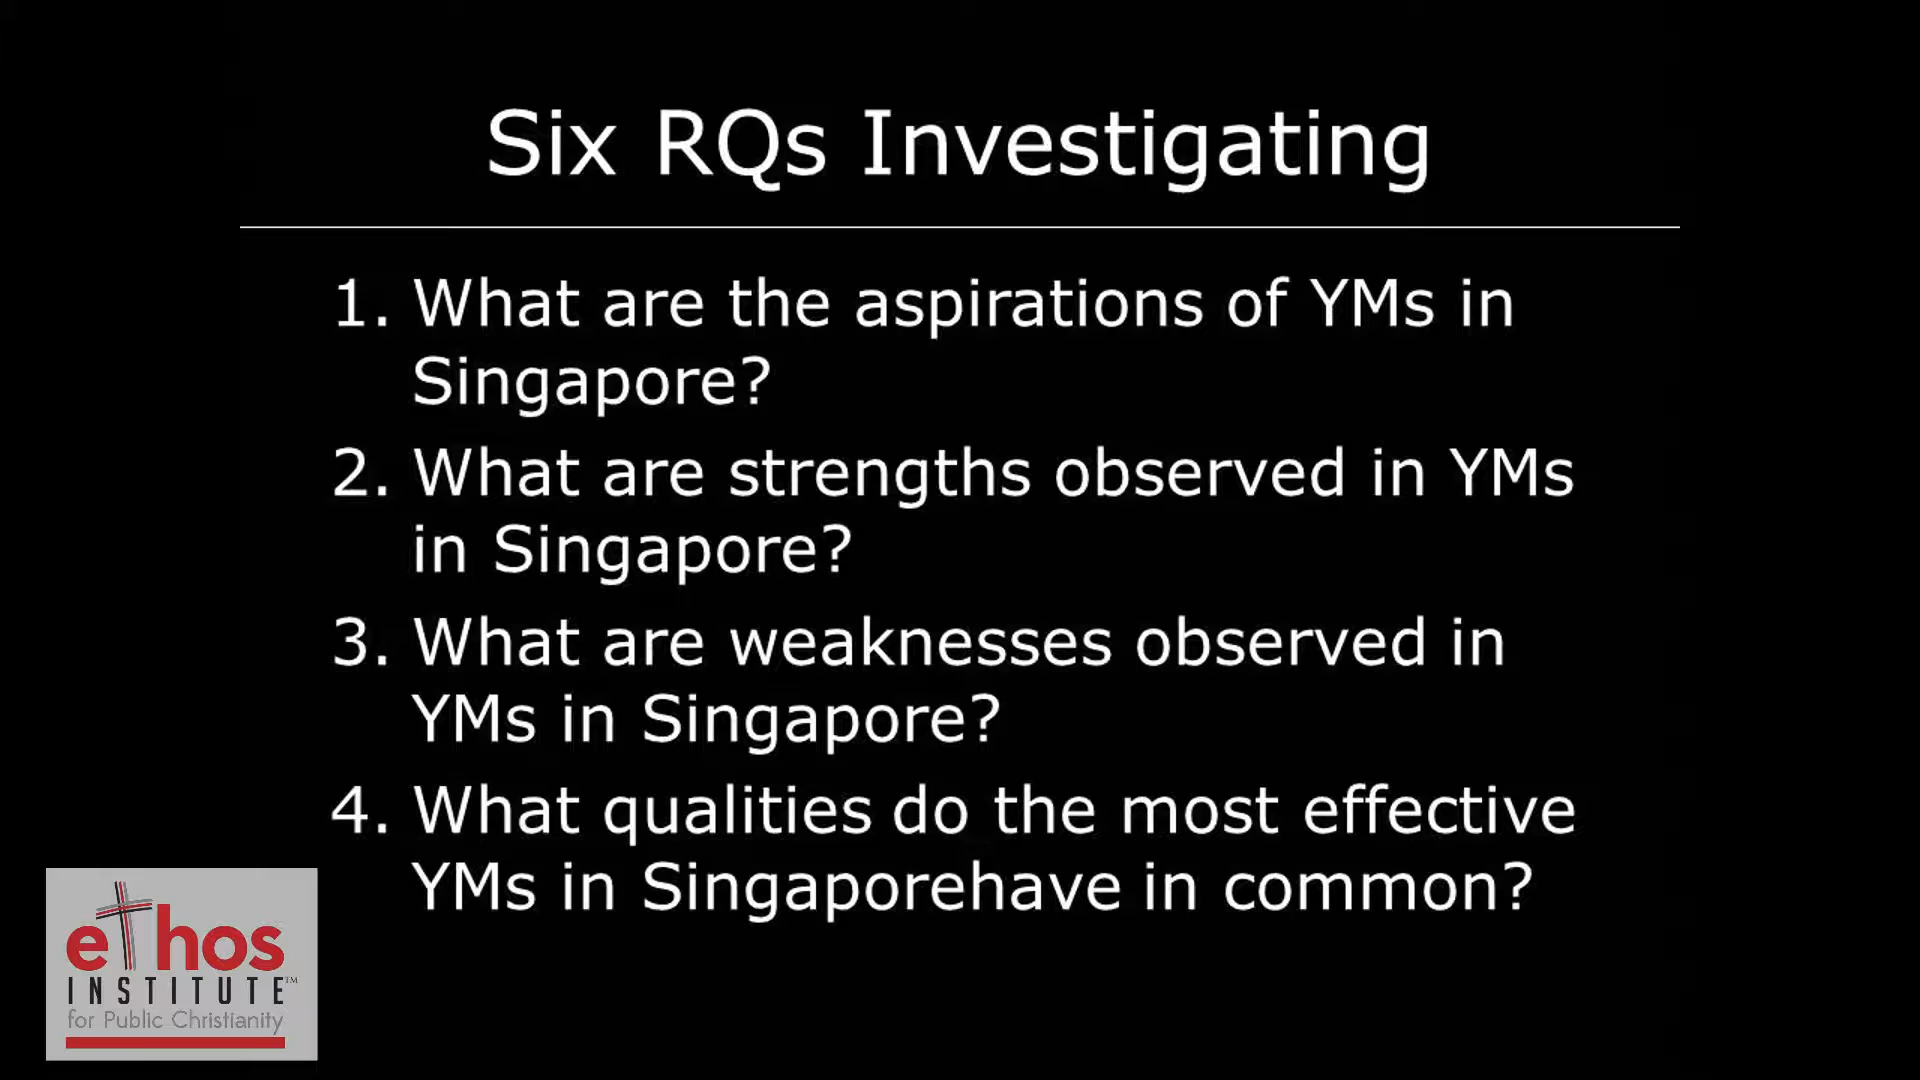 Six RQs Investigating
1. What are the aspirations of YMs in
Singapore?
2. What are strengths observed in YMs
in Singapore?
3. What are weaknesses observed in
YMs in Singapore?
4. What qualities do the most effective
YMs in Singaporehave in common?
ethos
INSTITUTE™
for Public Christianity